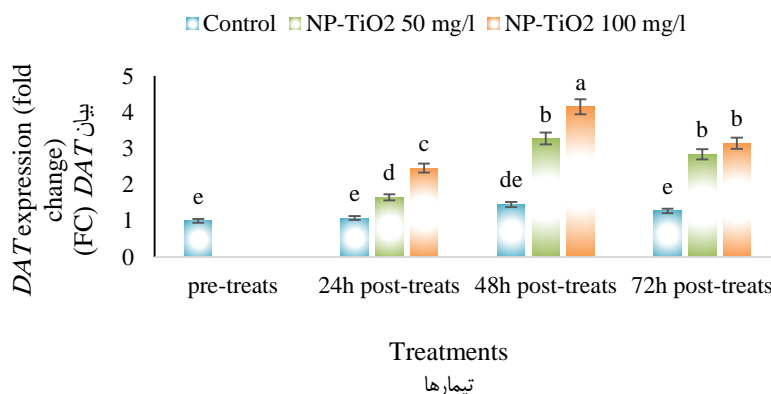 Control NP-TiO2 50 mg/l NP-TiO2 100 mg/l
DAT expression (fold
change)
(FC) DAT بیان
5
4
3
2
1
0
e
e
d
c
de
b
a
e
b
b
pre-treats 24h post-treats 48h post-treats 72h post-treats
Treatments
تیمارها